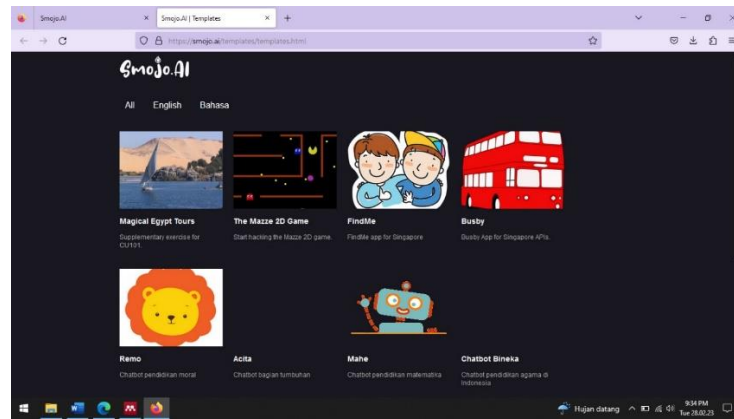 Smojo.AI
Smojo.AI | Templates
https://smojo.ai/templates/templates.html
Smojo.AI
All English Bahasa
Magical Egypt Tours
Supplementary exercise for
CU101.
The Mazze 2D Game
Start hacking the Mazze 2D game.
FindMe
FindMe app for Singapore
Busby
Busby App for Singapore APIs.
Remo
Chatbot pendidikan moral
Acita
Chatbot bagian tumbuhan
Mahe
Chatbot pendidikan matematika
Chatbot Bineka
Chatbot pendidikan agama di
Indonesia
Hujan datang
9:34 PM
Tue 28.02.23